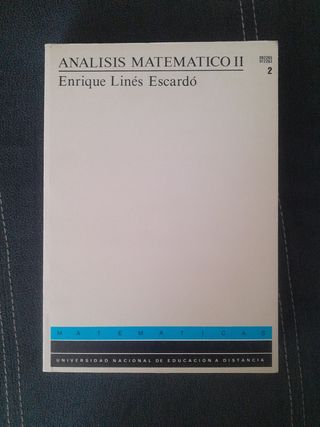 ANALISIS MATEMATICO II
Enrique Linés Escardó
2
MATEMATICAS
UNIVERSIDAD NACIONAL DE EDUCACION A DISTANCIA